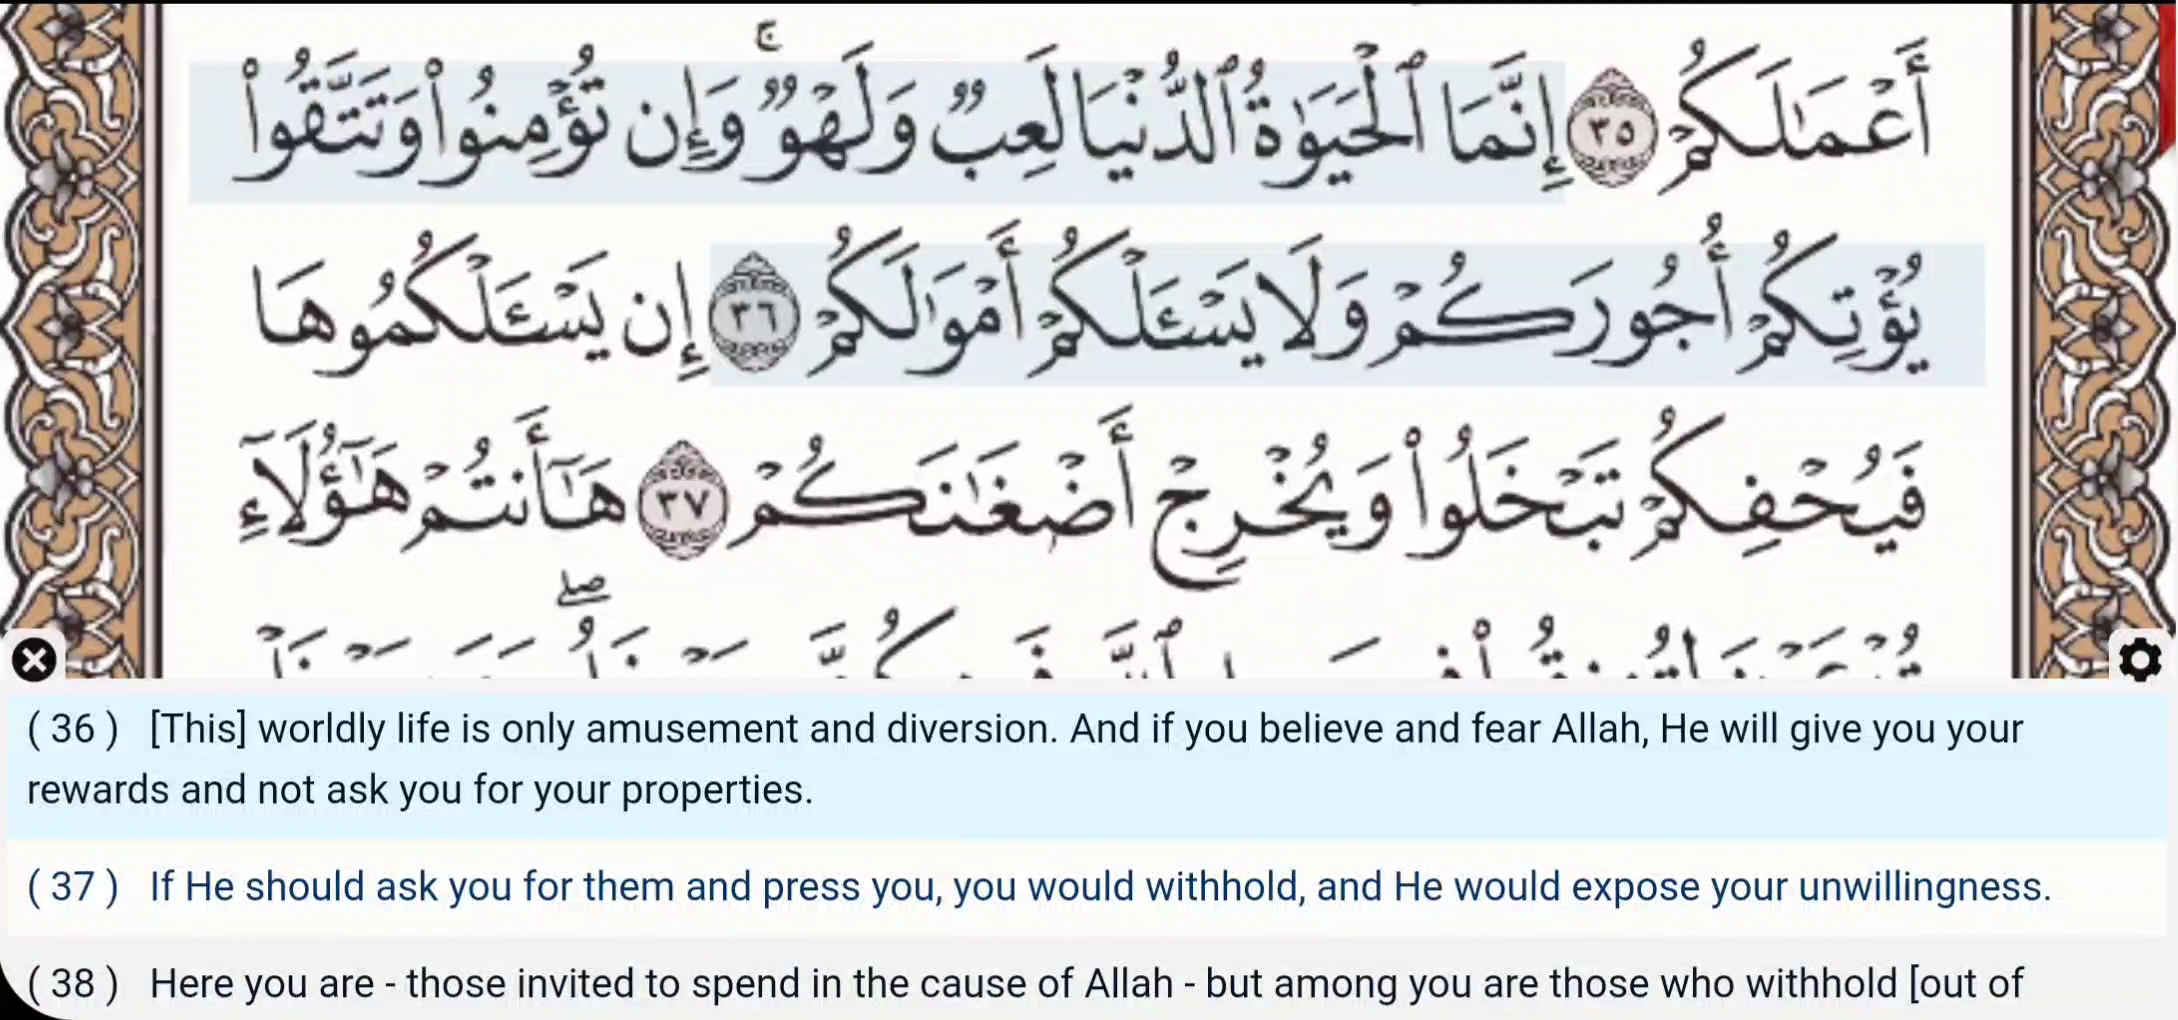 أَعْمَٰلَكُمْ ٣٥ إِنَّمَا ٱلْحَيَوٰةُ ٱلدُّنْيَا لَعِبٌ وَلَهْوٌ ۚ وَإِن تُؤْمِنُوا۟ وَتَتَّقُوا۟
يُؤْتِكُمْ أُجُورَكُمْ وَلَا يَسْـَٔلْكُمْ أَمْوَٰلَكُمْ ٣٦ إِن يَسْـَٔلْكُمُوهَا
فَيُحْفِكُمْ تَبْخَلُوا۟ وَيُخْرِجْ أَضْغَٰنَكُمْ ٣٧ هَٰٓأَنتُمْ هَٰٓؤُلَآءِ
( 36 ) [This] worldly life is only amusement and diversion. And if you believe and fear Allah, He will give you your
rewards and not ask you for your properties.
( 37 ) If He should ask you for them and press you, you would withhold, and He would expose your unwillingness.
( 38 ) Here you are - those invited to spend in the cause of Allah - but among you are those who withhold [out of